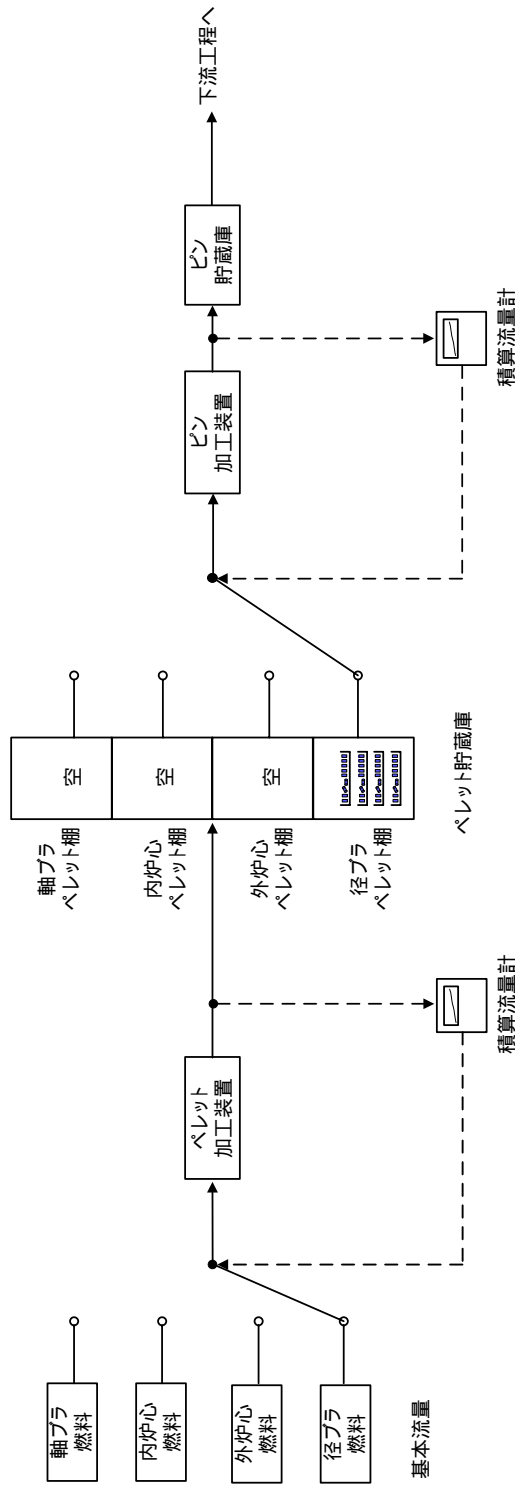 軸ブラ
燃料
内炉心
燃料
外炉心
燃料
径ブラ
燃料
基本流量
ペレット
加工装置
積算流量計
軸ブラ
ペレット棚
空
内炉心
ペレット棚
空
外炉心
ペレット棚
空
径ブラ
ペレット棚
ペレット貯蔵庫
ピン
加工装置
積算流量計
ピン
貯蔵庫
下流工程へ